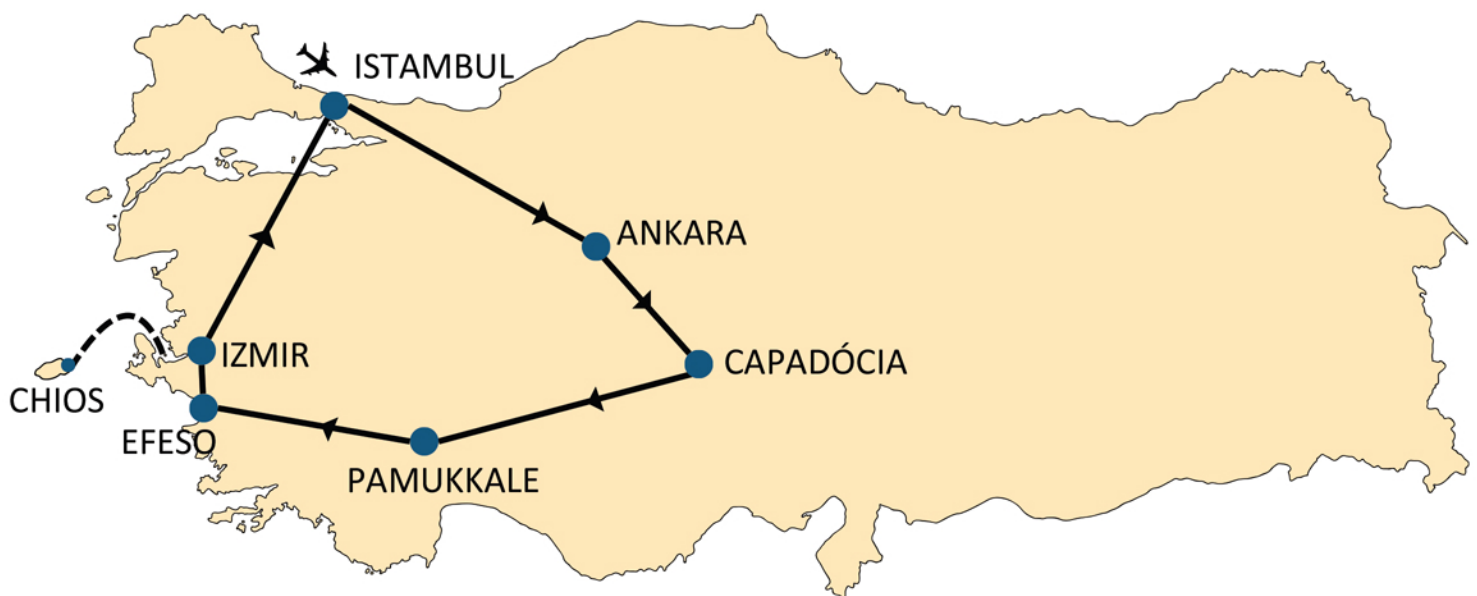 ISTAMBUL
ANKARA
IZMIR
CAPADÓCIA
CHIOS
EFESO
PAMUKKALE